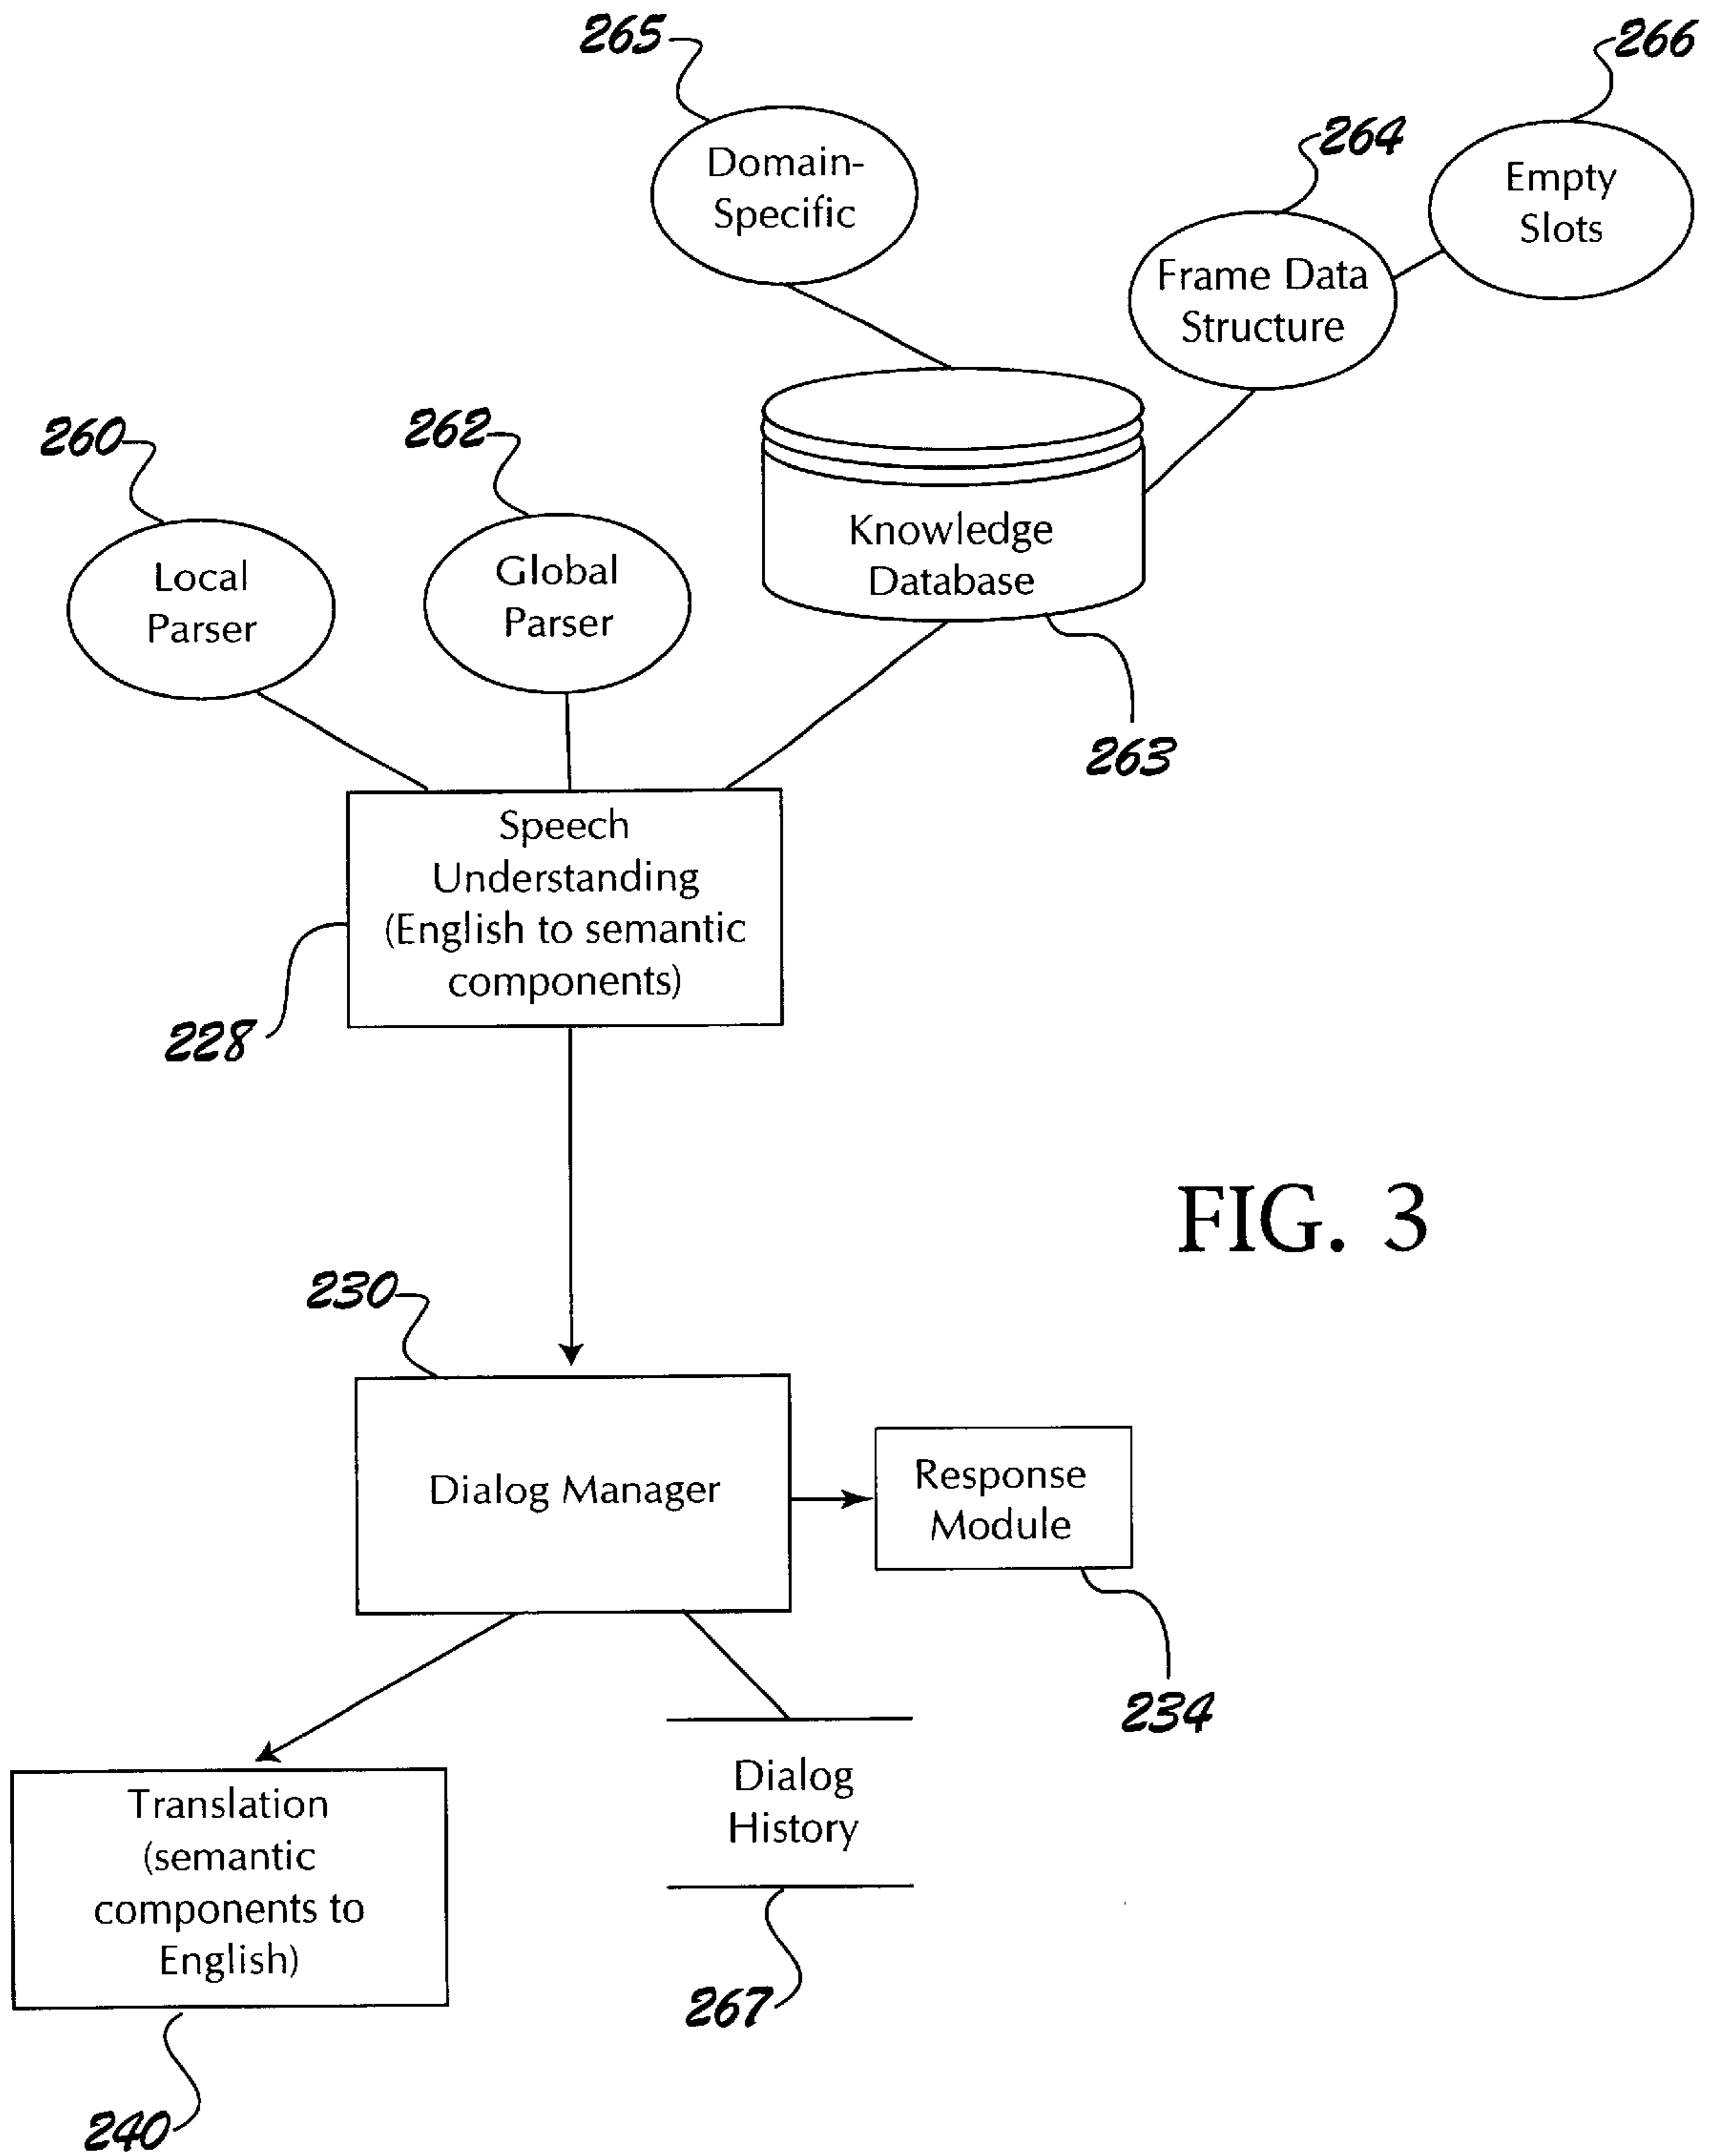 265
266
264
Domain-
Specific
Empty
Slots
Frame Data
Structure
260
262
Knowledge
Database
Local
Parser
Global
Parser
263
Speech
Understanding
(English to semantic
components)
228
FIG. 3
230
Dialog Manager
Response
Module
234
Translation
(semantic
components to
English)
Dialog
History
267
240